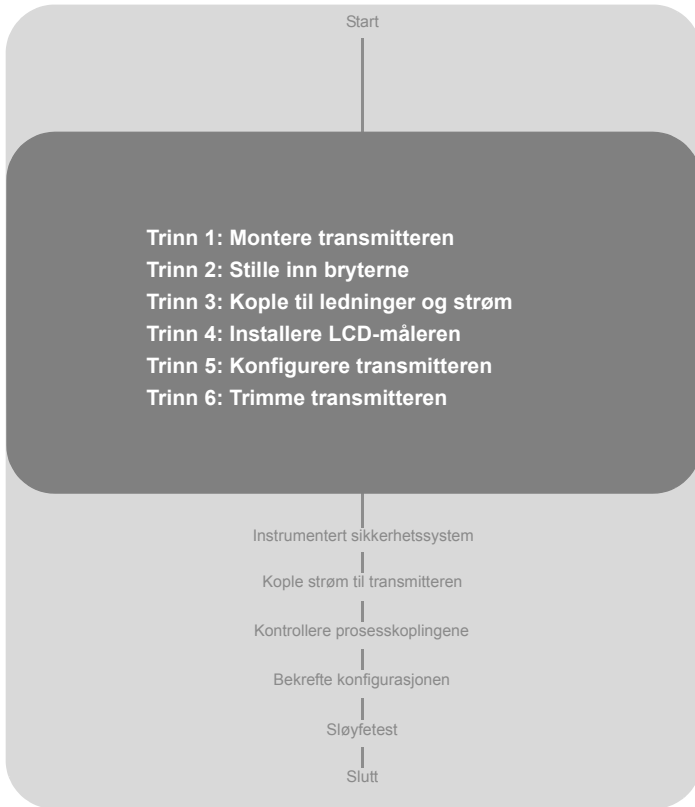 Start
Trinn 1: Montere transmitteren
Trinn 2: Stille inn bryterne
Trinn 3: Kople til ledninger og strøm
Trinn 4: Installere LCD-måleren
Trinn 5: Konfigurere transmitteren
Trinn 6: Trimme transmitteren
Instrumentert sikkerhetssystem
Kople strøm til transmitteren
Kontrollere prosesskoplingene
Bekrefte konfigurasjonen
Sløyfetest
Slutt